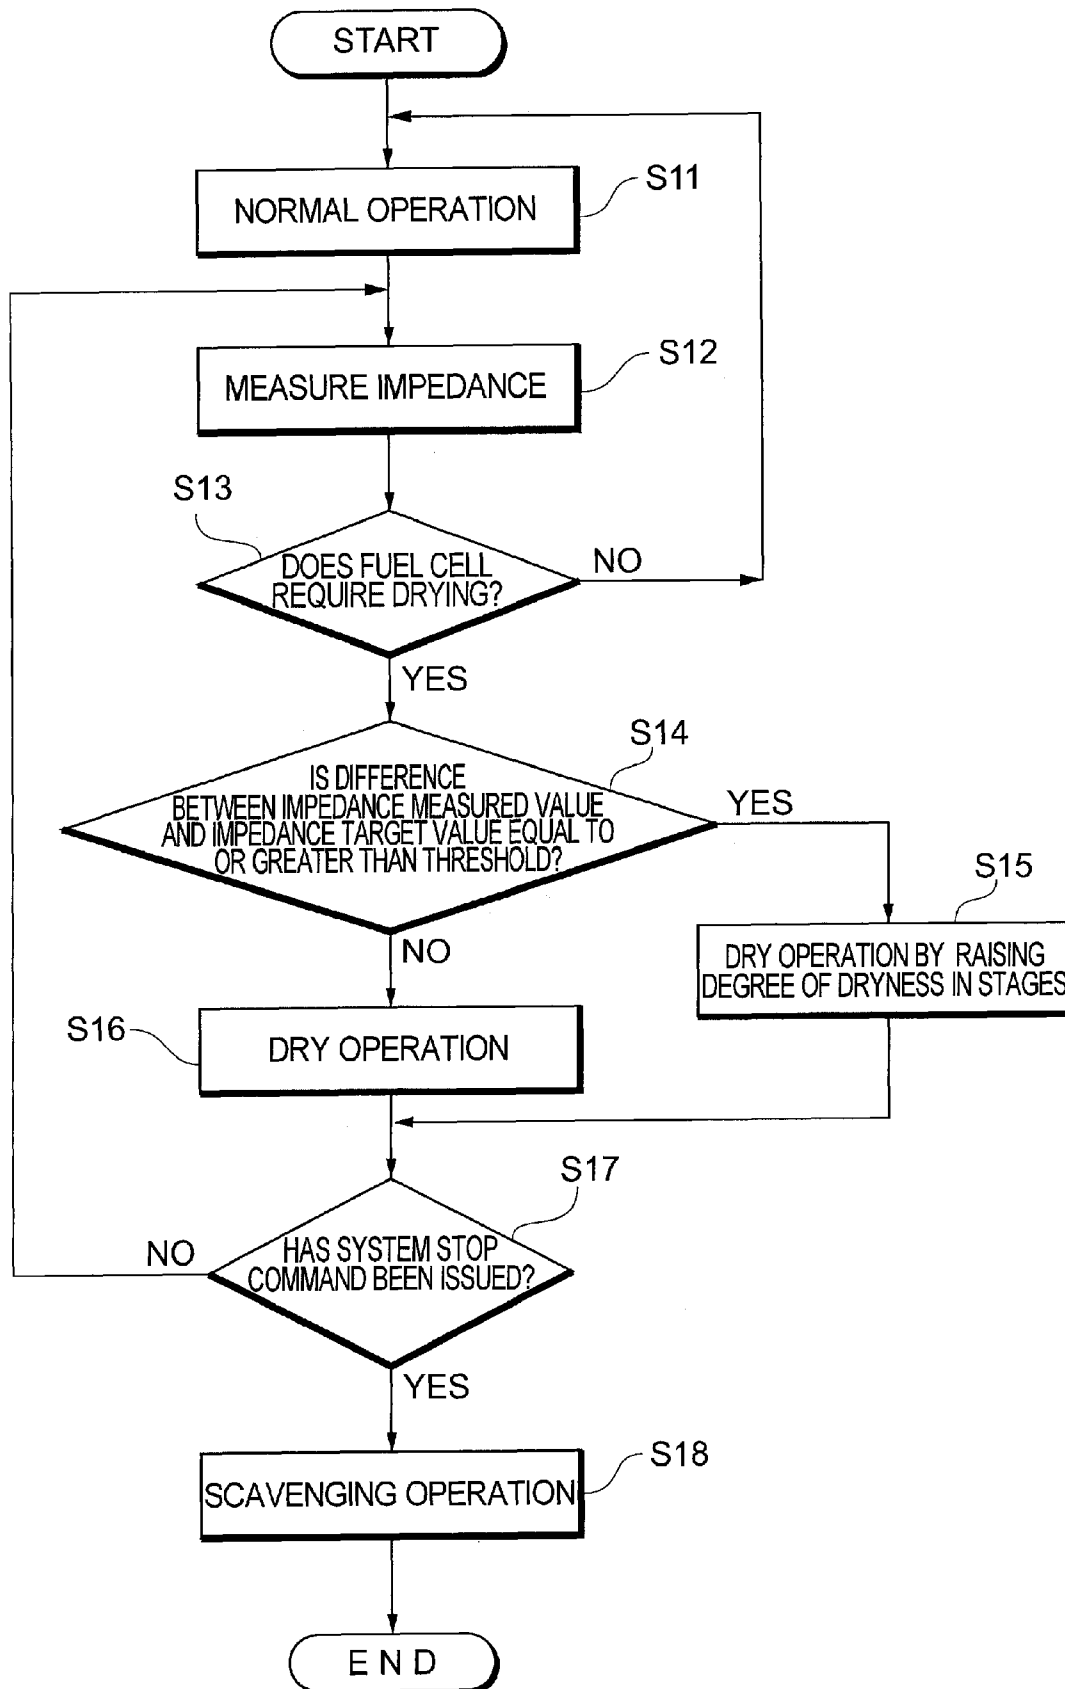 START
S11
NORMAL OPERATION
S12
MEASURE IMPEDANCE
S13
DOES FUEL CELL
REQUIRE DRYING?
NO
YES
S14
IS DIFFERENCE
BETWEEN IMPEDANCE MEASURED VALUE
AND IMPEDANCE TARGET VALUE EQUAL TO
OR GREATER THAN THRESHOLD?
YES
NO
S15
DRY OPERATION BY RAISING
DEGREE OF DRYNESS IN STAGES
S16
DRY OPERATION
S17
HAS SYSTEM STOP
COMMAND BEEN ISSUED?
NO
YES
S18
SCAVENGING OPERATION
END